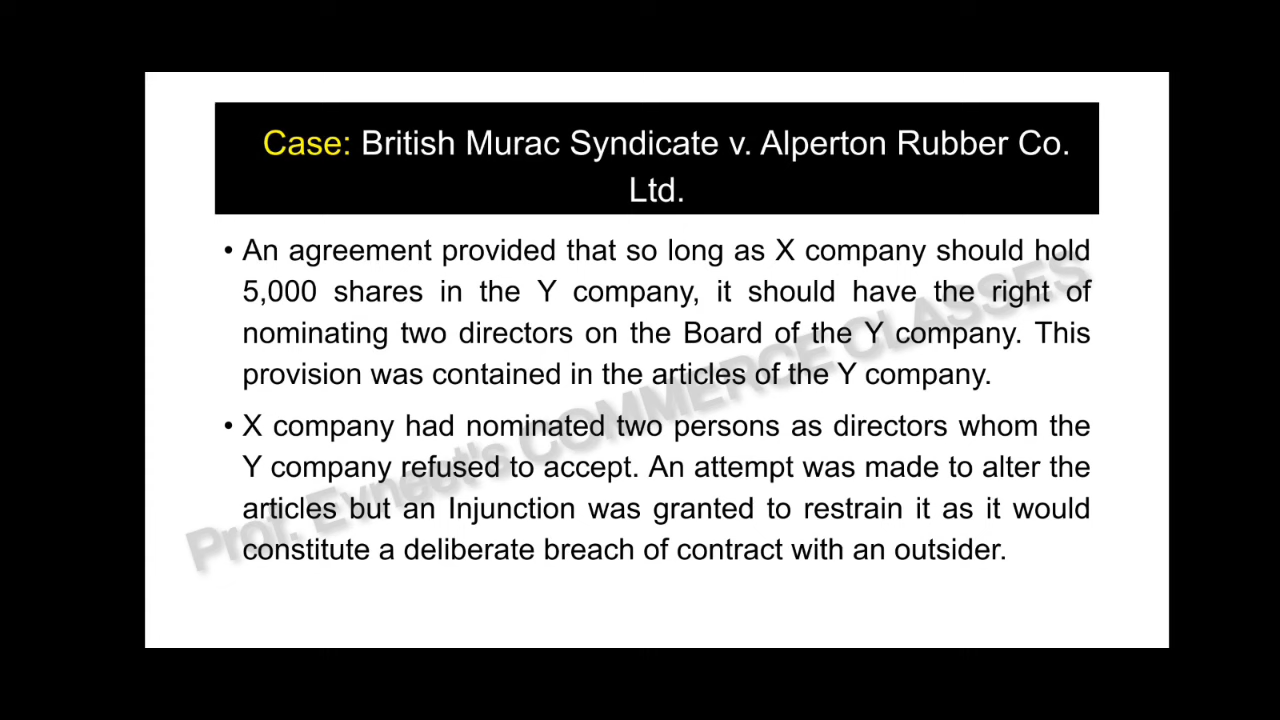 Case: British Murac Syndicate v. Alperton Rubber Co.
Ltd.
• An agreement provided that so long as X company should hold
5,000 shares in the Y company, it should have the right of
nominating two directors on the Board of the Y company. This
provision was contained in the articles of the Y company.
• X company had nominated two persons as directors whom the
Y company refused to accept. An attempt was made to alter the
articles but an Injunction was granted to restrain it as it would
constitute a deliberate breach of contract with an outsider.
Prof. Evneet's COMMERCE CLASSES